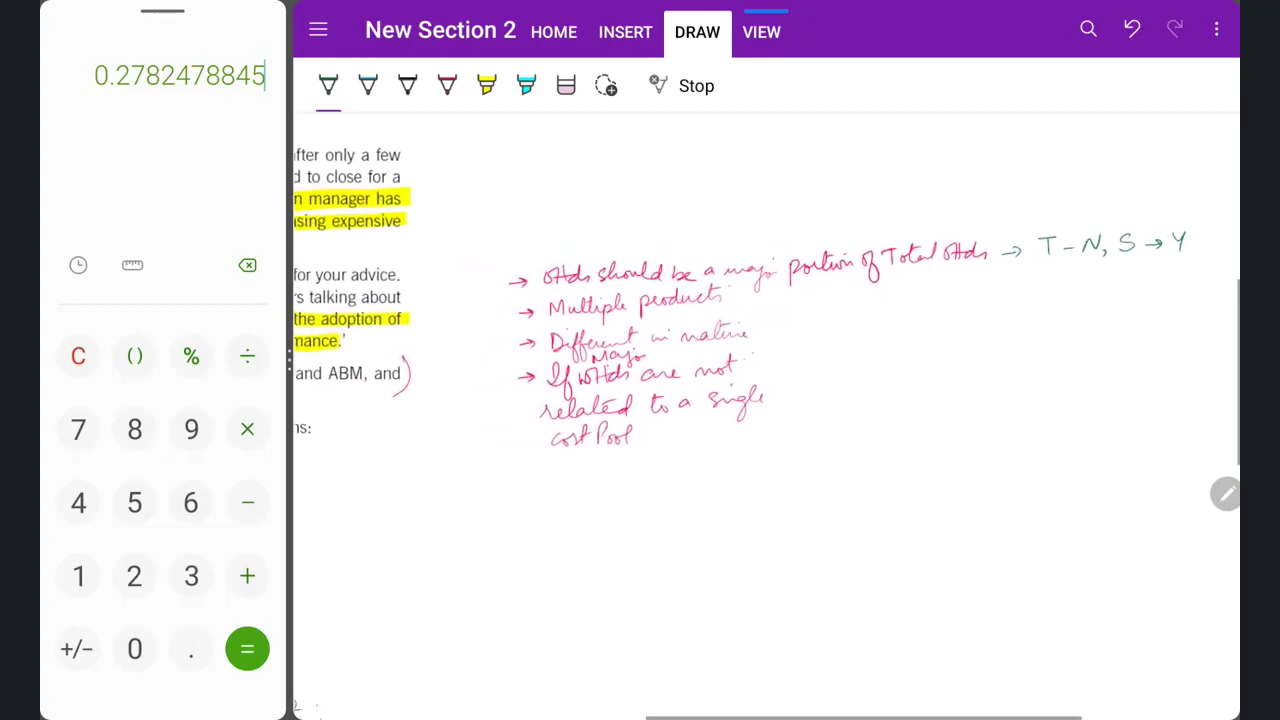 0.2782478845
C () % ÷
7 8 9 ×
4 5 6 −
1 2 3 +
+/− 0 . =
New Section 2 HOME INSERT DRAW VIEW
Stop
fter only a few
d to close for a
n manager has
sing expensive
for your advice.
s talking about
the adoption of
mance.'
and ABM, and)
ns:
→ OHds should be a major portion of Total OHds → T - N, S → Y
→ Multiple products
→ Different in nature
Major
→ If OHds are not
related to a single
cost Pool